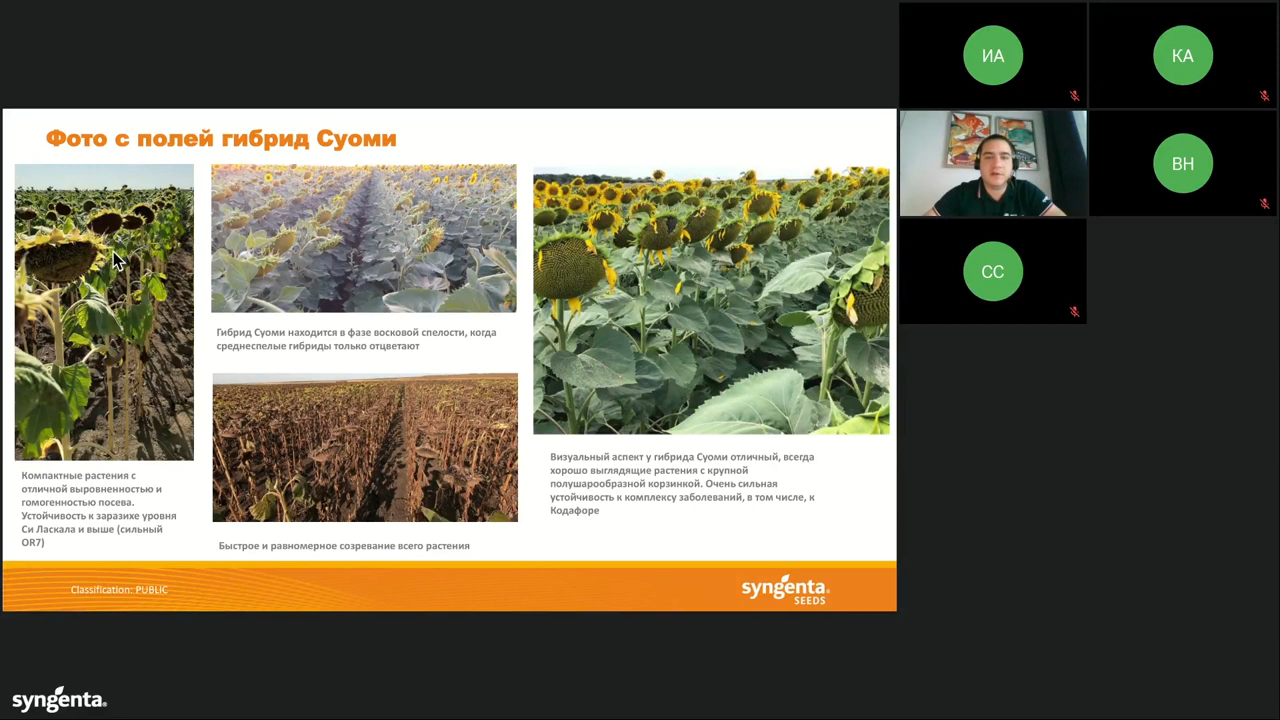 Фото с полей гибрид Суоми
Гибрид Суоми находится в фазе восковой спелости, когда
среднеспелые гибриды только отцветают
Компактные растения с
отличной выровненностью и
гомогенностью посева.
Устойчивость к заразихе уровня
Си Ласкала и выше (сильный
OR7)
Быстрое и равномерное созревание всего растения
Визуальный аспект у гибрида Суоми отличный, всегда
хорошо выглядящие растения с крупной
полушарообразной корзинкой. Очень сильная
устойчивость к комплексу заболеваний, в том числе, к
Кодафоре
Classification: PUBLIC
syngenta
SEEDS
ИА
КА
ВН
СС
syngenta